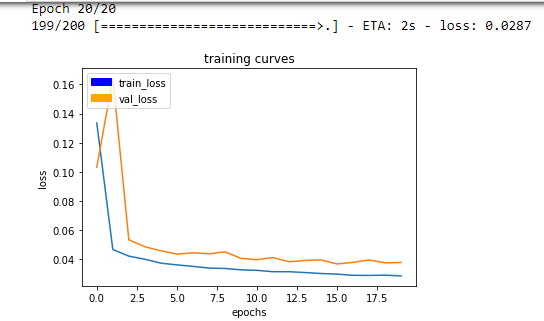 Epoch 20/20
199/200 [============================>.] - ETA: 2s - loss: 0.0287
training curves
train_loss
val_loss
0.16
0.14
0.12
0.10
0.08
0.06
0.04
loss
0.0 2.5 5.0 7.5 10.0 12.5 15.0 17.5
epochs